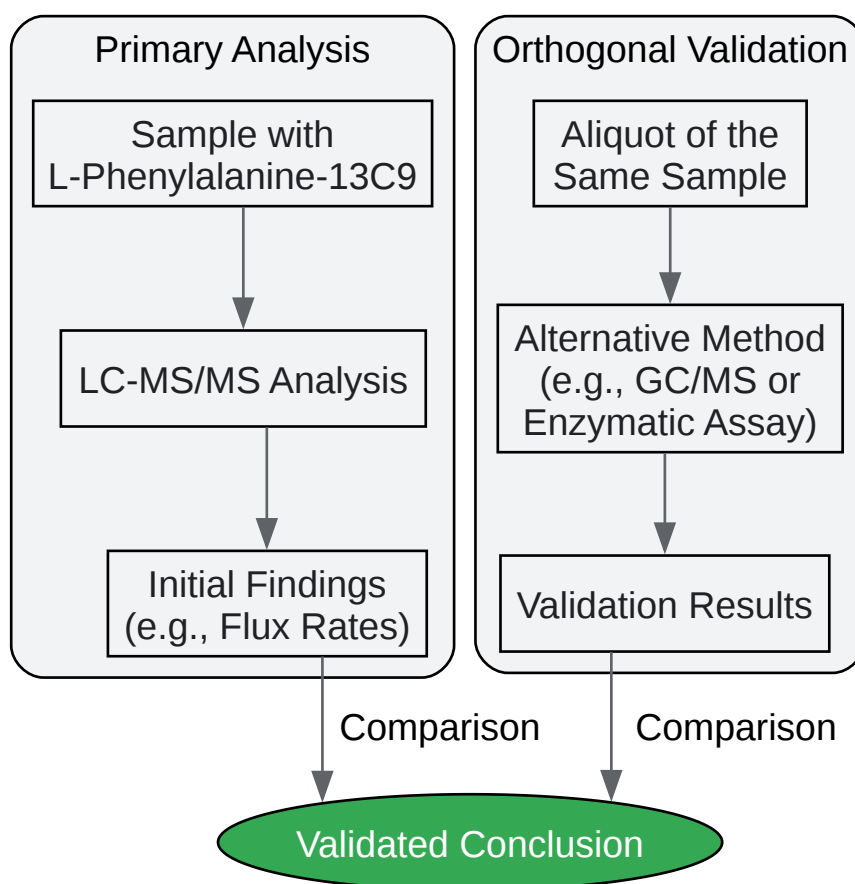 Primary Analysis
Sample with
L-Phenylalanine-13C9
LC-MS/MS Analysis
Initial Findings
(e.g., Flux Rates)
Orthogonal Validation
Aliquot of the
Same Sample
Alternative Method
(e.g., GC/MS or
Enzymatic Assay)
Validation Results
Comparison
Comparison
Validated Conclusion